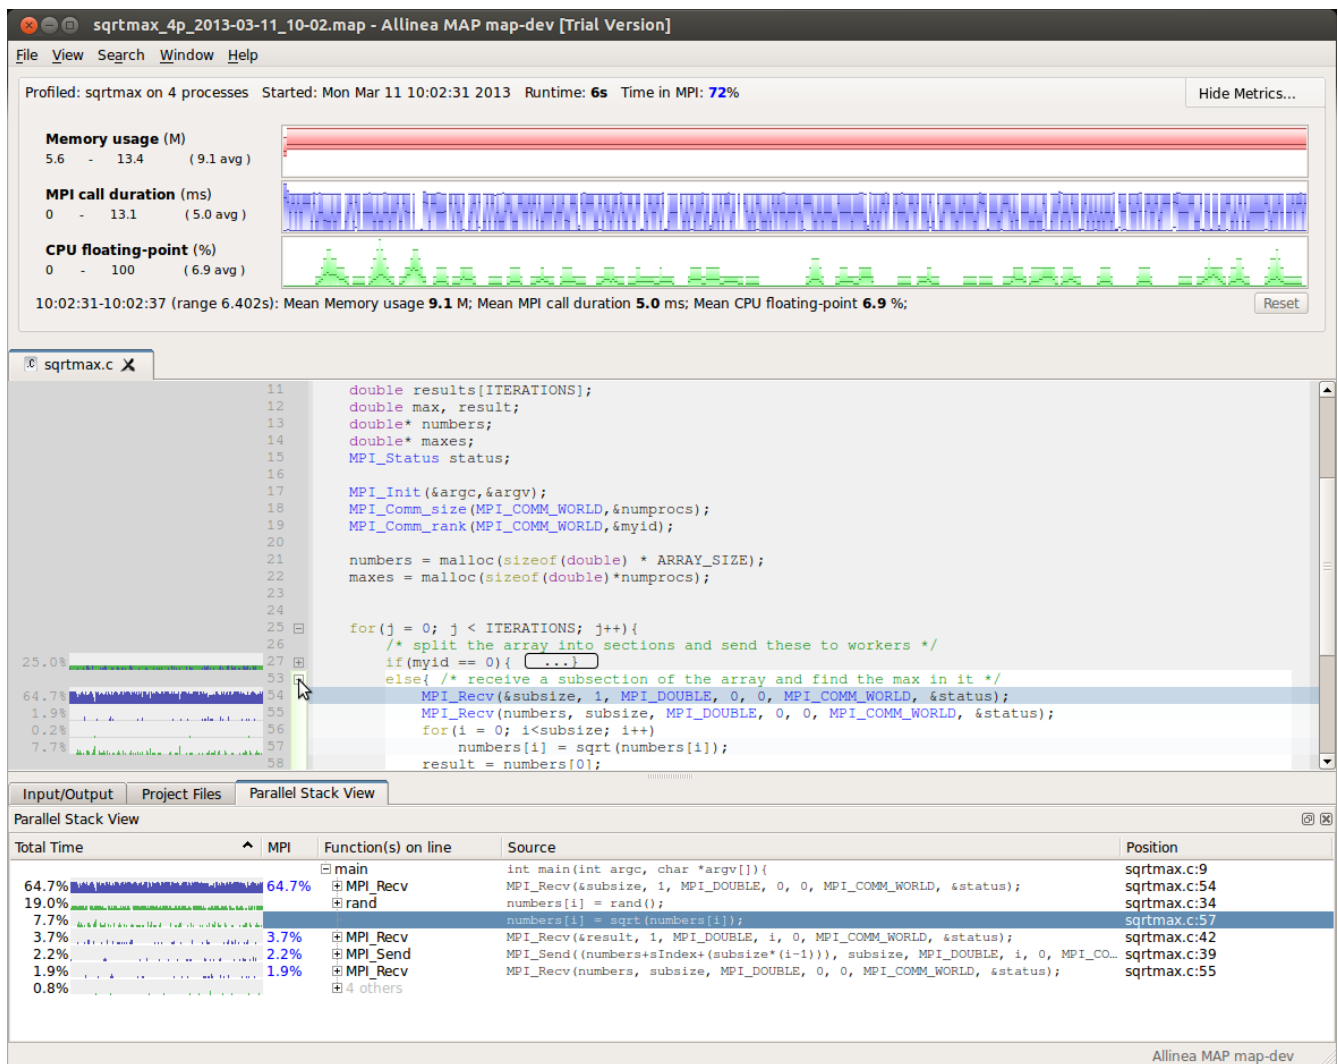 sqrtmax_4p_2013-03-11_10-02.map - Allinea MAP map-dev [Trial Version]
File View Search Window Help
Profiled: sqrtmax on 4 processes Started: Mon Mar 11 10:02:31 2013 Runtime: 6s Time in MPI: 72%
Hide Metrics...
Memory usage (M)
5.6 - 13.4 ( 9.1 avg )
MPI call duration (ms)
0 - 13.1 ( 5.0 avg )
CPU floating-point (%)
0 - 100 ( 6.9 avg )
10:02:31-10:02:37 (range 6.402s): Mean Memory usage 9.1 M; Mean MPI call duration 5.0 ms; Mean CPU floating-point 6.9 %;
Reset
sqrtmax.c
11 double results[ITERATIONS];
12 double max, result;
13 double* numbers;
14 double* maxes;
15 MPI_Status status;
16
17 MPI_Init(&argc,&argv);
18 MPI_Comm_size(MPI_COMM_WORLD,&numprocs);
19 MPI_Comm_rank(MPI_COMM_WORLD,&myid);
20
21 numbers = malloc(sizeof(double) * ARRAY_SIZE);
22 maxes = malloc(sizeof(double)*numprocs);
23
24
25 for(j = 0; j < ITERATIONS; j++){
26 /* split the array into sections and send these to workers */
25.0% 27 if(myid == 0){ ...}
53 else{ /* receive a subsection of the array and find the max in it */
64.7% 54 MPI_Recv(&subsize, 1, MPI_DOUBLE, 0, 0, MPI_COMM_WORLD, &status);
1.9% 55 MPI_Recv(numbers, subsize, MPI_DOUBLE, 0, 0, MPI_COMM_WORLD, &status);
0.2% 56 for(i = 0; i<subsize; i++)
7.7% 57 numbers[i] = sqrt(numbers[i]);
58 result = numbers[0];
Input/Output Project Files Parallel Stack View
Parallel Stack View
Total Time MPI Function(s) on line Source Position
main int main(int argc, char *argv[]){ sqrtmax.c:9
64.7% 64.7% MPI_Recv MPI_Recv(&subsize, 1, MPI_DOUBLE, 0, 0, MPI_COMM_WORLD, &status); sqrtmax.c:54
19.0% rand numbers[i] = rand(); sqrtmax.c:34
7.7% numbers[i] = sqrt(numbers[i]); sqrtmax.c:57
3.7% 3.7% MPI_Recv MPI_Recv(&result, 1, MPI_DOUBLE, i, 0, MPI_COMM_WORLD, &status); sqrtmax.c:42
2.2% 2.2% MPI_Send MPI_Send((numbers+sIndex+(subsize*(i-1))), subsize, MPI_DOUBLE, i, 0, MPI_CO... sqrtmax.c:39
1.9% 1.9% MPI_Recv MPI_Recv(numbers, subsize, MPI_DOUBLE, 0, 0, MPI_COMM_WORLD, &status); sqrtmax.c:55
0.8% 4 others
Allinea MAP map-dev